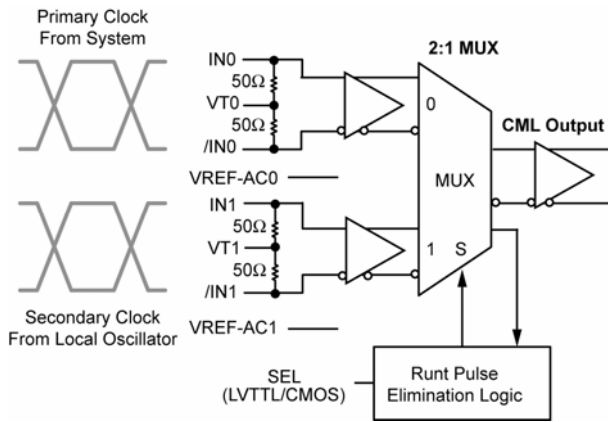 Primary Clock
From System
IN0
50Ω
VT0
50Ω
/IN0
VREF-AC0
IN1
50Ω
VT1
50Ω
/IN1
VREF-AC1
Secondary Clock
From Local Oscillator
2:1 MUX
0
MUX
1 S
CML Output
SEL
(LVTTL/CMOS)
Runt Pulse
Elimination Logic